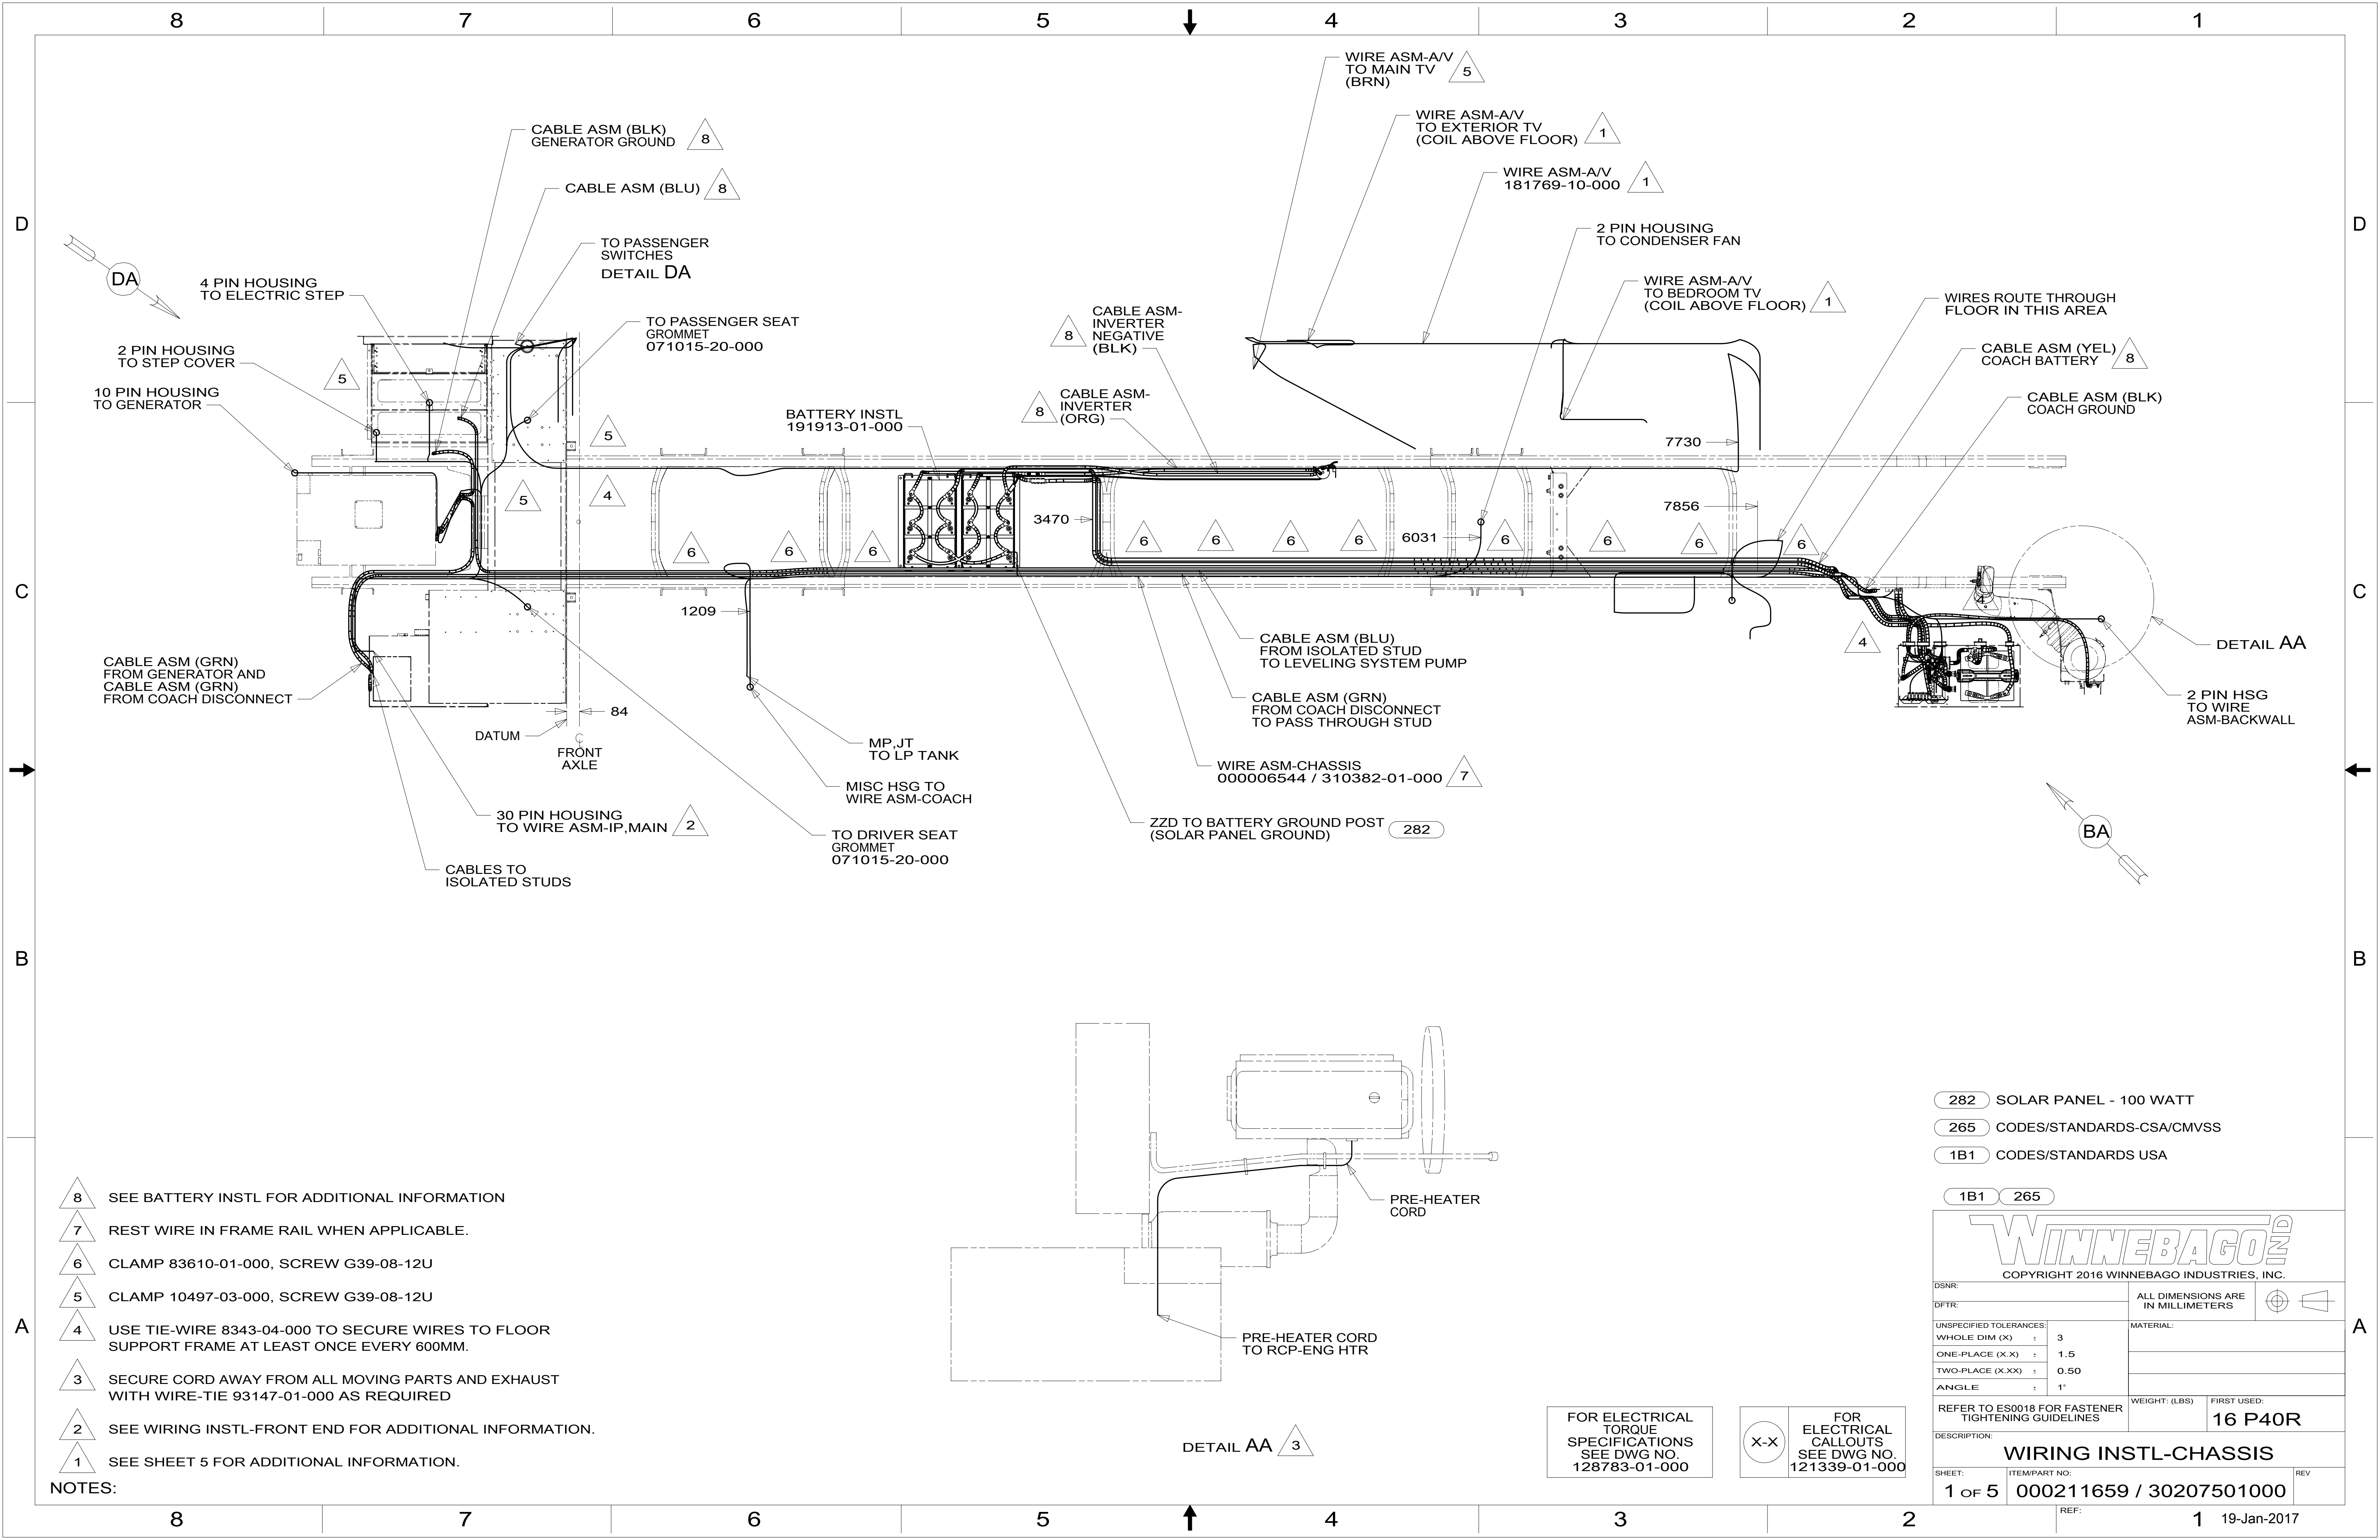 8 7 6 5 4 3 2 1
D
D
C
C
B
B
A
A
WIRE ASM-A/V
TO MAIN TV
(BRN)
5
WIRE ASM-A/V
TO EXTERIOR TV
(COIL ABOVE FLOOR)
1
WIRE ASM-A/V
181769-10-000
1
2 PIN HOUSING
TO CONDENSER FAN
WIRE ASM-A/V
TO BEDROOM TV
(COIL ABOVE FLOOR)
1
WIRES ROUTE THROUGH
FLOOR IN THIS AREA
CABLE ASM (YEL)
COACH BATTERY
8
CABLE ASM (BLK)
COACH GROUND
CABLE ASM (BLK)
GENERATOR GROUND
8
CABLE ASM (BLU)
8
TO PASSENGER
SWITCHES
DETAIL DA
DA
4 PIN HOUSING
TO ELECTRIC STEP
TO PASSENGER SEAT
GROMMET
071015-20-000
2 PIN HOUSING
TO STEP COVER
5
10 PIN HOUSING
TO GENERATOR
CABLE ASM-
INVERTER
NEGATIVE
(BLK)
8
CABLE ASM-
INVERTER
(ORG)
8
BATTERY INSTL
191913-01-000
5
5
4
7730
7856
3470
6031
6
6
6
6
6
6
6
6
6
6
6
1209
84
DATUM
FRONT
AXLE
4
CABLE ASM (GRN)
FROM GENERATOR AND
CABLE ASM (GRN)
FROM COACH DISCONNECT
CABLE ASM (BLU)
FROM ISOLATED STUD
TO LEVELING SYSTEM PUMP
CABLE ASM (GRN)
FROM COACH DISCONNECT
TO PASS THROUGH STUD
WIRE ASM-CHASSIS
000006544 / 310382-01-000
7
ZZD TO BATTERY GROUND POST
(SOLAR PANEL GROUND)
282
MP,JT
TO LP TANK
MISC HSG TO
WIRE ASM-COACH
TO DRIVER SEAT
GROMMET
071015-20-000
30 PIN HOUSING
TO WIRE ASM-IP,MAIN
2
CABLES TO
ISOLATED STUDS
DETAIL AA
2 PIN HSG
TO WIRE
ASM-BACKWALL
BA
PRE-HEATER
CORD
PRE-HEATER CORD
TO RCP-ENG HTR
DETAIL AA
3
8 SEE BATTERY INSTL FOR ADDITIONAL INFORMATION
7 REST WIRE IN FRAME RAIL WHEN APPLICABLE.
6 CLAMP 83610-01-000, SCREW G39-08-12U
5 CLAMP 10497-03-000, SCREW G39-08-12U
4 USE TIE-WIRE 8343-04-000 TO SECURE WIRES TO FLOOR
SUPPORT FRAME AT LEAST ONCE EVERY 600MM.
3 SECURE CORD AWAY FROM ALL MOVING PARTS AND EXHAUST
WITH WIRE-TIE 93147-01-000 AS REQUIRED
2 SEE WIRING INSTL-FRONT END FOR ADDITIONAL INFORMATION.
1 SEE SHEET 5 FOR ADDITIONAL INFORMATION.
NOTES:
FOR ELECTRICAL
TORQUE
SPECIFICATIONS
SEE DWG NO.
128783-01-000
X-X
FOR
ELECTRICAL
CALLOUTS
SEE DWG NO.
121339-01-000
282 SOLAR PANEL - 100 WATT
265 CODES/STANDARDS-CSA/CMVSS
1B1 CODES/STANDARDS USA
1B1 265
WINNEBAGO IND
COPYRIGHT 2016 WINNEBAGO INDUSTRIES, INC.
DSNR:
DFTR:
ALL DIMENSIONS ARE
IN MILLIMETERS
UNSPECIFIED TOLERANCES:
WHOLE DIM (X) ± 3
ONE-PLACE (X.X) ± 1.5
TWO-PLACE (X.XX) ± 0.50
ANGLE ± 1°
MATERIAL:
REFER TO ES0018 FOR FASTENER
TIGHTENING GUIDELINES
WEIGHT: (LBS)
FIRST USED:
16 P40R
DESCRIPTION:
WIRING INSTL-CHASSIS
SHEET:
1 OF 5
ITEM/PART NO:
000211659 / 30207501000
REV
REF:
8 7 6 5 4 3 2 1
19-Jan-2017